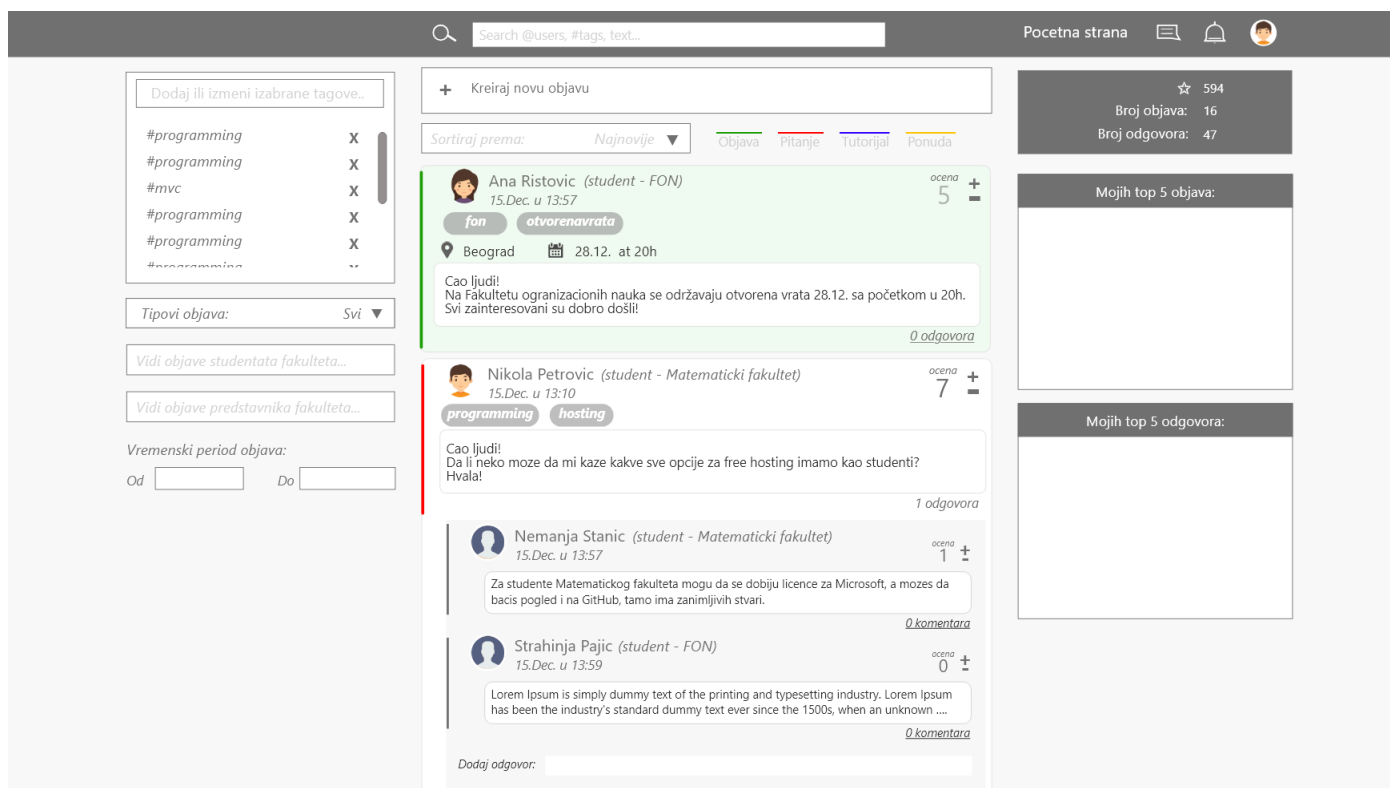 Search @users, #tags, text...
Pocetna strana
Dodaj ili izmeni izabrane tagove..
#programming x
#programming x
#mvc x
#programming x
#programming x
#programming x
Tipovi objava: Svi ▼
Vidi objave studentata fakulteta...
Vidi objave predstavnika fakulteta...
Vremenski period objava:
Od Do
+ Kreiraj novu objavu
Sortiraj prema: Najnovije ▼
Objava Pitanje Tutorijal Ponuda
Ana Ristovic (student - FON)
15.Dec. u 13:57
ocena
5 + -
fon otvorenavrata
Beograd 28.12. at 20h
Cao ljudi!
Na Fakultetu ogranizacionih nauka se održavaju otvorena vrata 28.12. sa početkom u 20h.
Svi zainteresovani su dobro došli!
0 odgovora
Nikola Petrovic (student - Matematicki fakultet)
15.Dec. u 13:10
ocena
7 + -
programming hosting
Cao ljudi!
Da li neko moze da mi kaze kakve sve opcije za free hosting imamo kao studenti?
Hvala!
1 odgovora
Nemanja Stanic (student - Matematicki fakultet)
15.Dec. u 13:57
ocena
1 + -
Za studente Matematickog fakulteta mogu da se dobiju licence za Microsoft, a mozes da
bacis pogled i na GitHub, tamo ima zanimljivih stvari.
0 komentara
Strahinja Pajic (student - FON)
15.Dec. u 13:59
ocena
0 + -
Lorem Ipsum is simply dummy text of the printing and typesetting industry. Lorem Ipsum
has been the industry's standard dummy text ever since the 1500s, when an unknown ....
0 komentara
Dodaj odgovor:
☆ 594
Broj objava: 16
Broj odgovora: 47
Mojih top 5 objava:
Mojih top 5 odgovora: